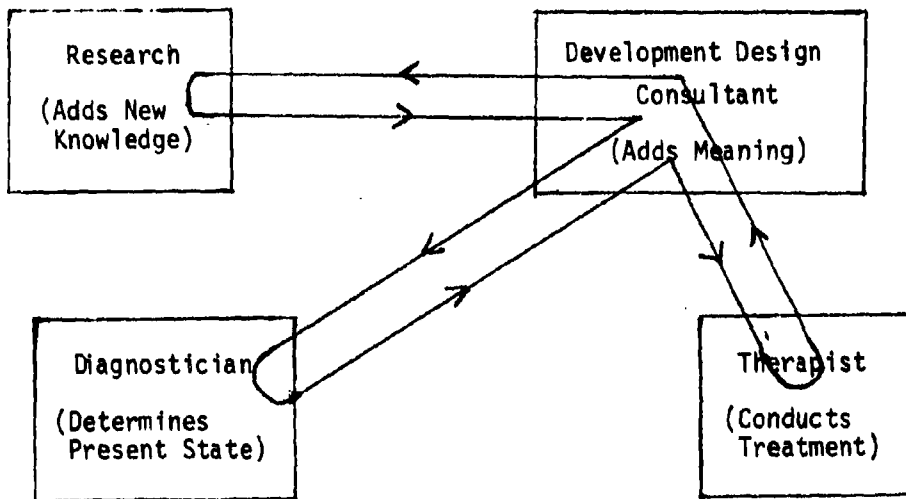 Research
(Adds New
Knowledge)
Development Design
Consultant
(Adds Meaning)
Diagnostician
(Determines
Present State)
Therapist
(Conducts
Treatment)